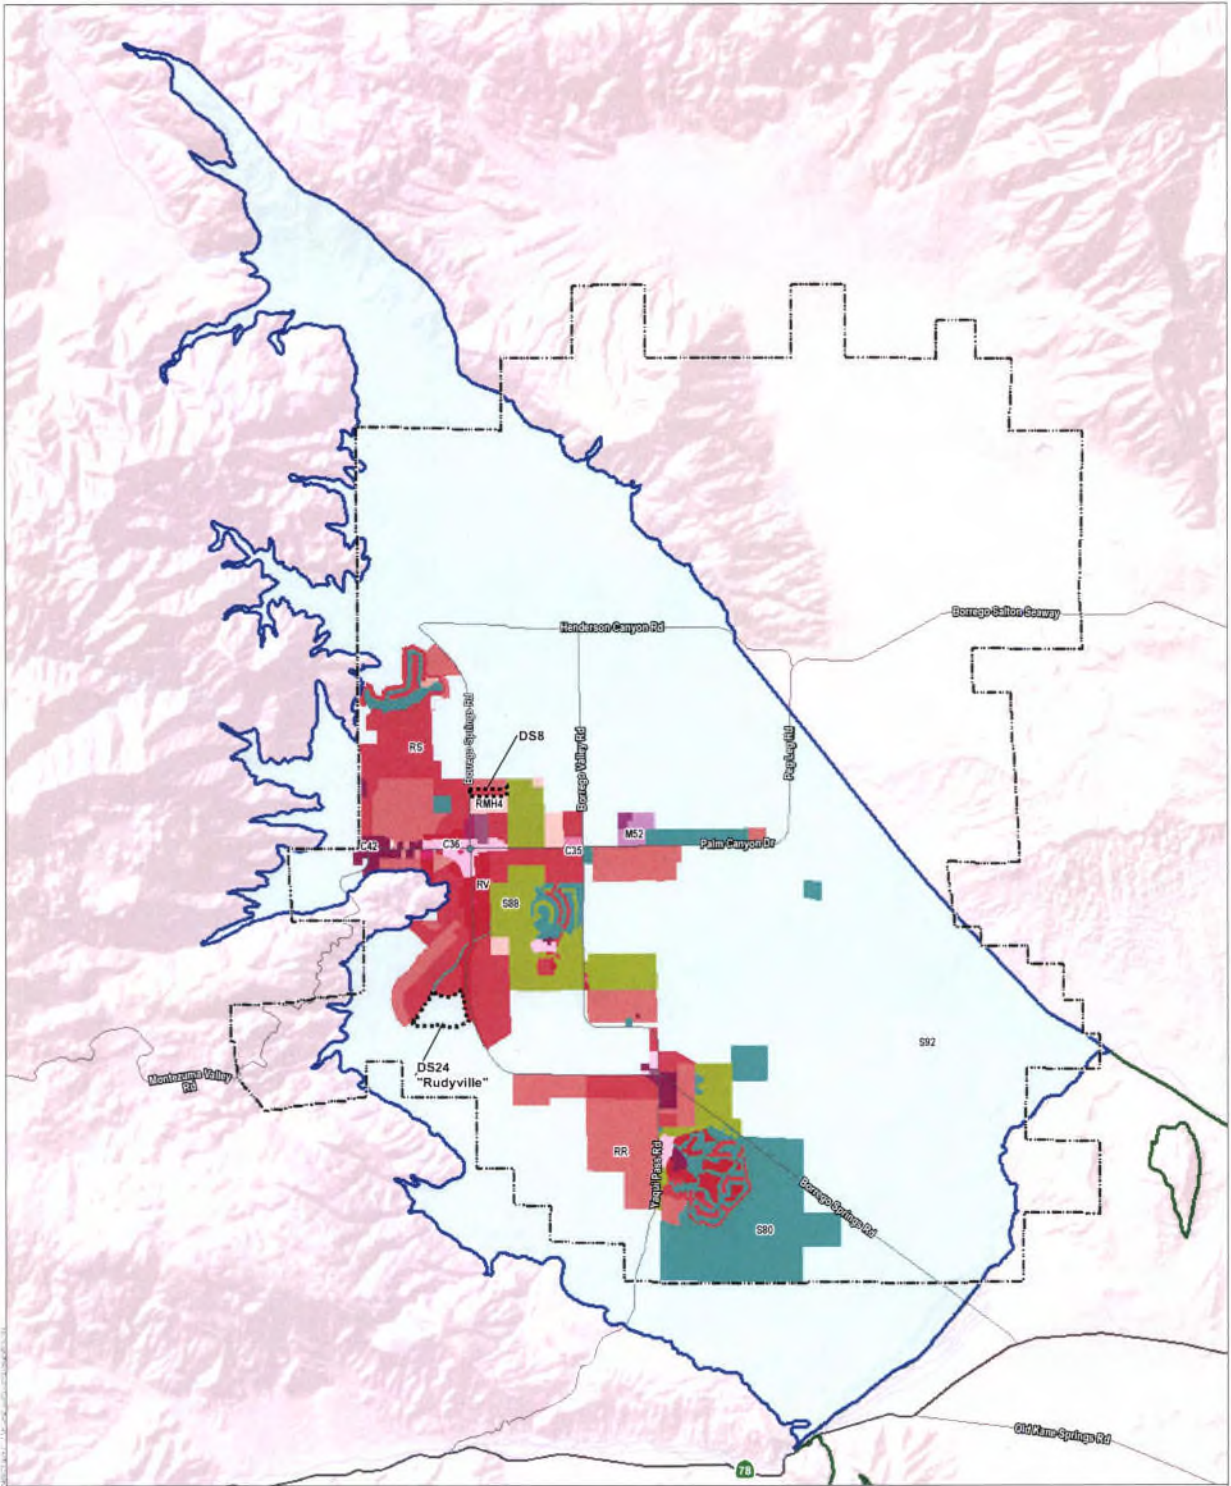 Henderson Canyon Rd
Borrego Salton Seaway
Borrego Springs Rd
Borrego Valley Rd
Peg Leg Rd
DS8
RS
RMH4
M52
C42
C36
C35
Palm Canyon Dr
RV
S88
S92
DS24
"Rudyville"
Montezuma Valley
Rd
RR
Yaqui Pass Rd
Borrego Springs Rd
S80
Old Kane Springs Rd
78